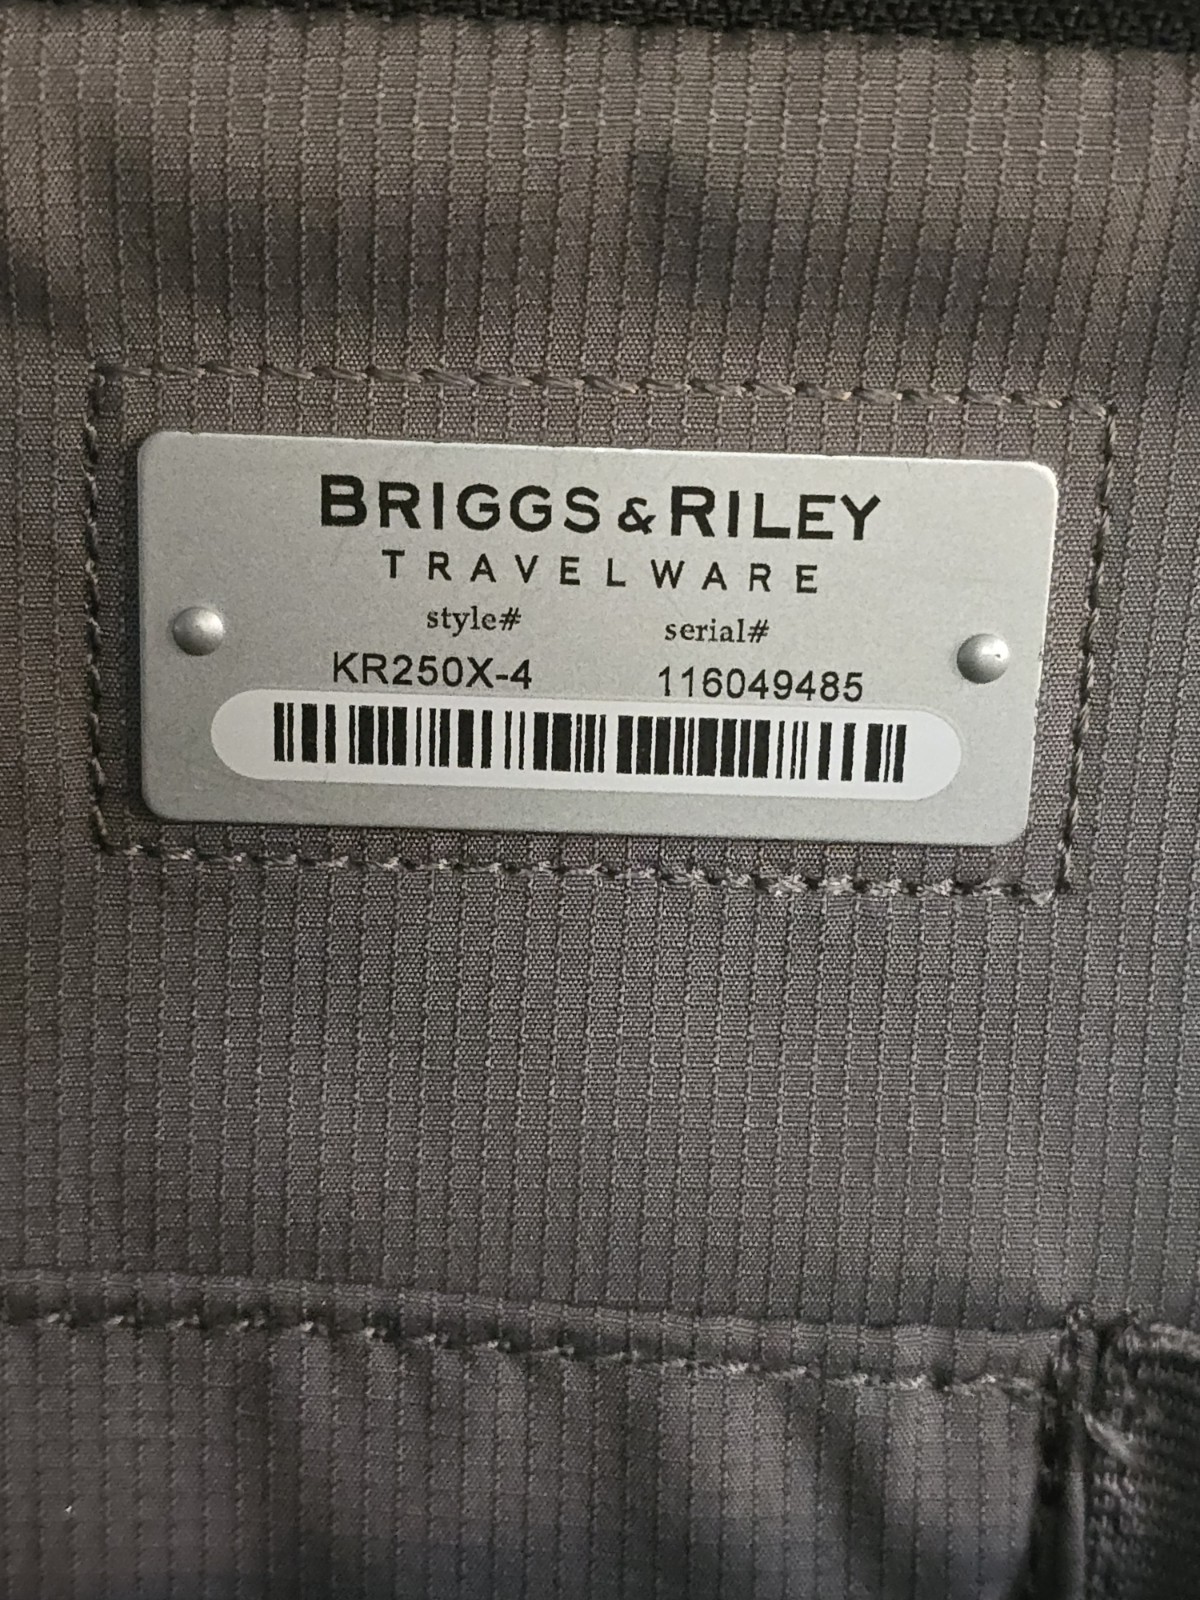 BRIGGS & RILEY
TRAVELWARE
style# serial#
KR250X-4 116049485